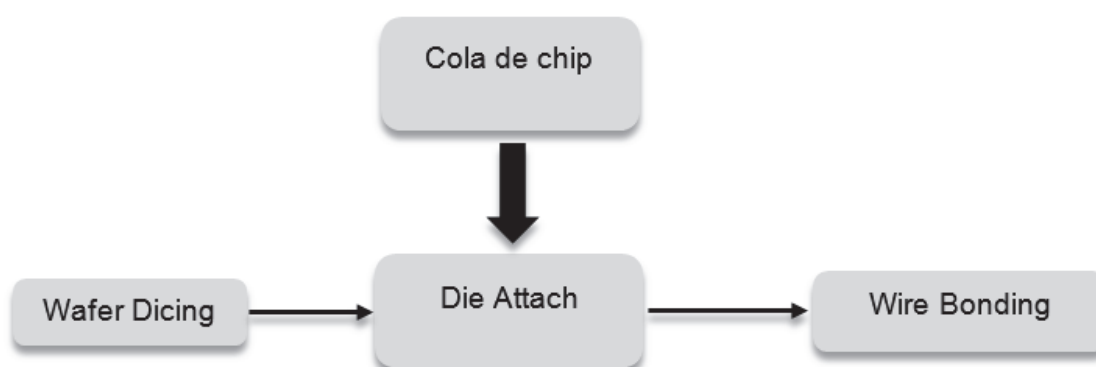 Cola de chip
Wafer Dicing
Die Attach
Wire Bonding